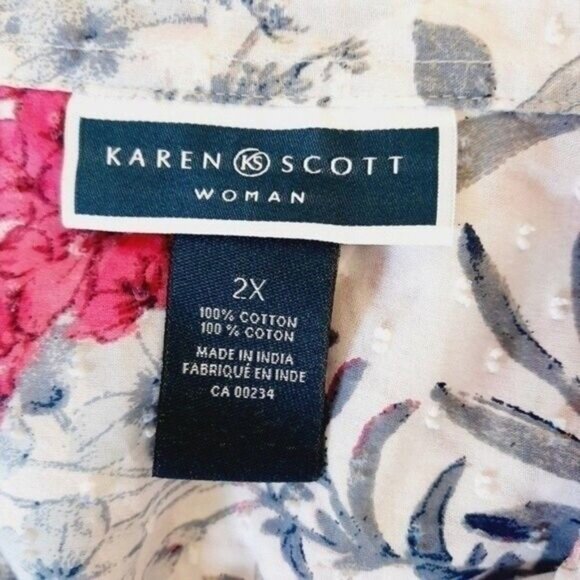 KAREN KS SCOTT
WOMAN
2X
100% COTTON
100 % COTON
MADE IN INDIA
FABRIQUÉ EN INDE
CA 00234